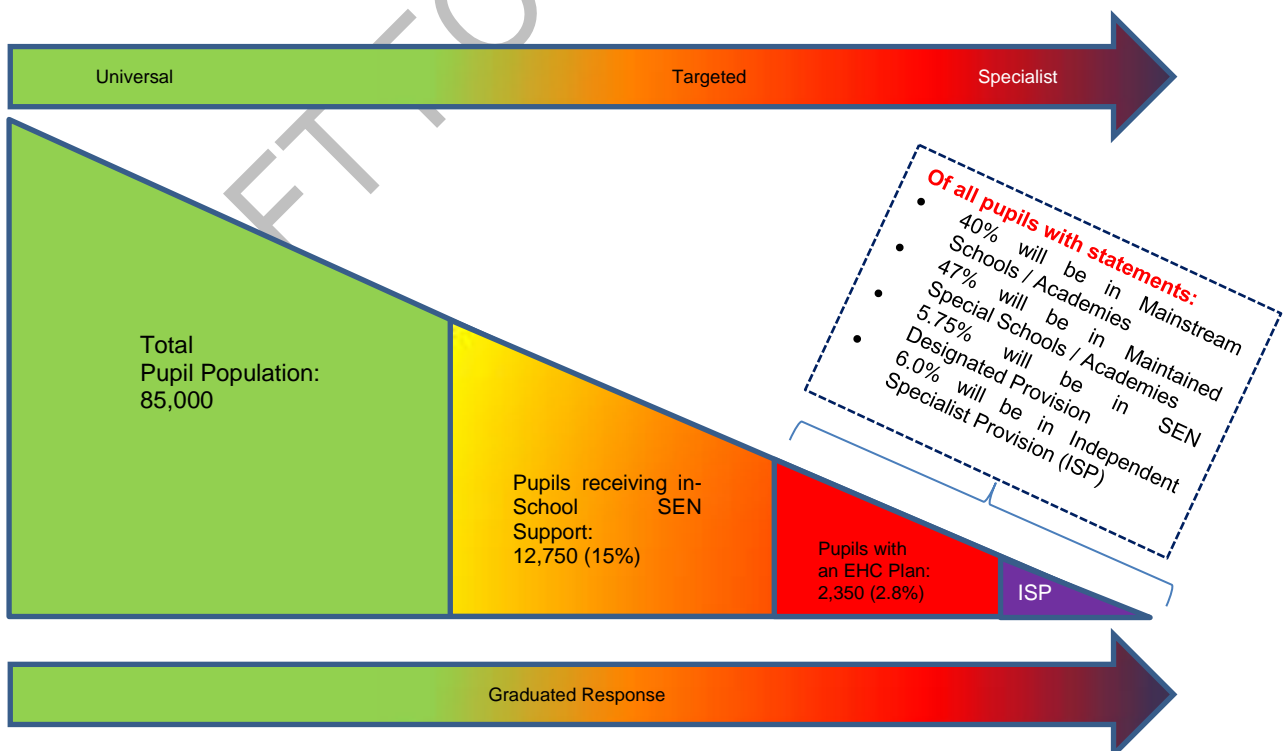 Universal
Targeted
Specialist
FT TO
Of all pupils with statements:
• 40% will be in Mainstream
Schools / Academies
• 47% will be in Maintained
Special Schools / Academies
• 5.75% will be in SEN
Designated Provision
• 6.0% will be in Independent
Specialist Provision (ISP)
Total
Pupil Population:
85,000
Pupils receiving in-
School SEN
Support:
12,750 (15%)
Pupils with
an EHC Plan:
2,350 (2.8%)
ISP
Graduated Response